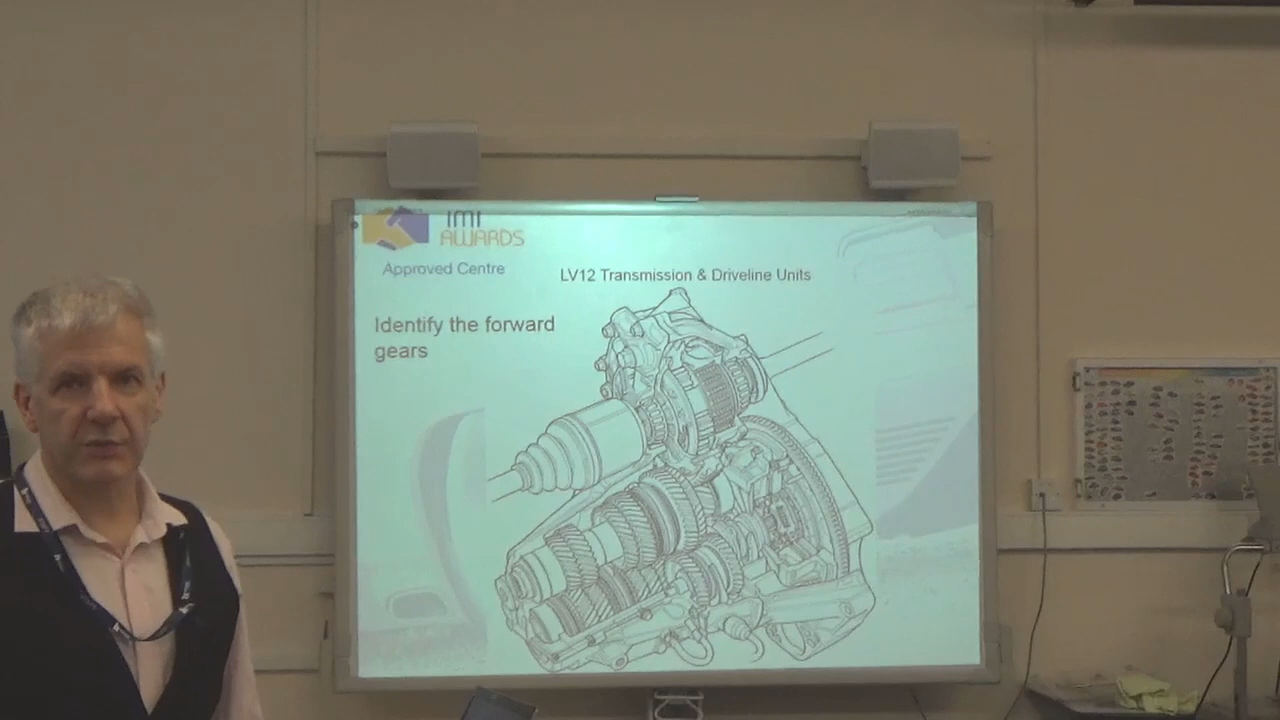 IMI
AWARDS
Approved Centre
LV12 Transmission & Driveline Units
Identify the forward
gears